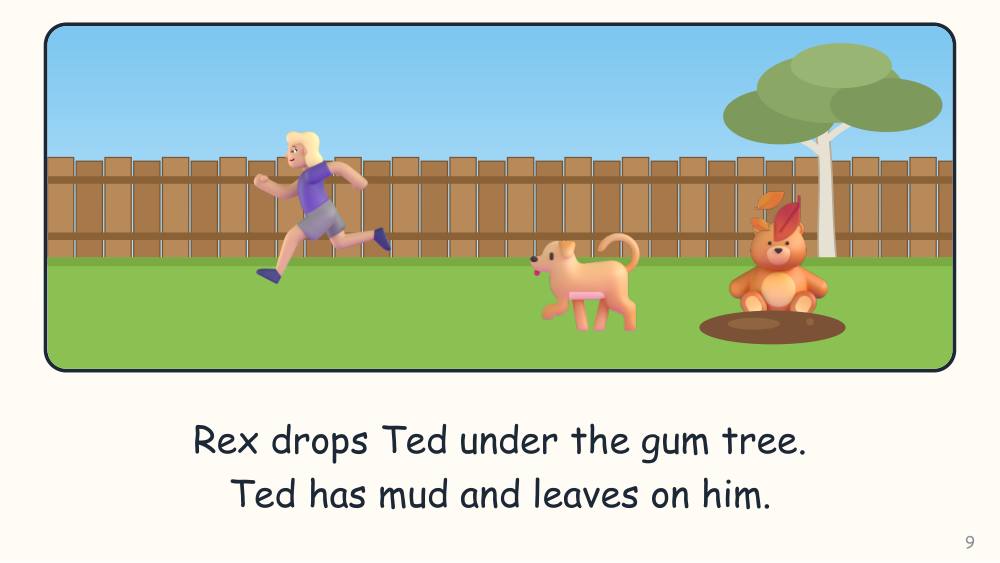 Rex drops Ted under the gum tree.
Ted has mud and leaves on him.
9